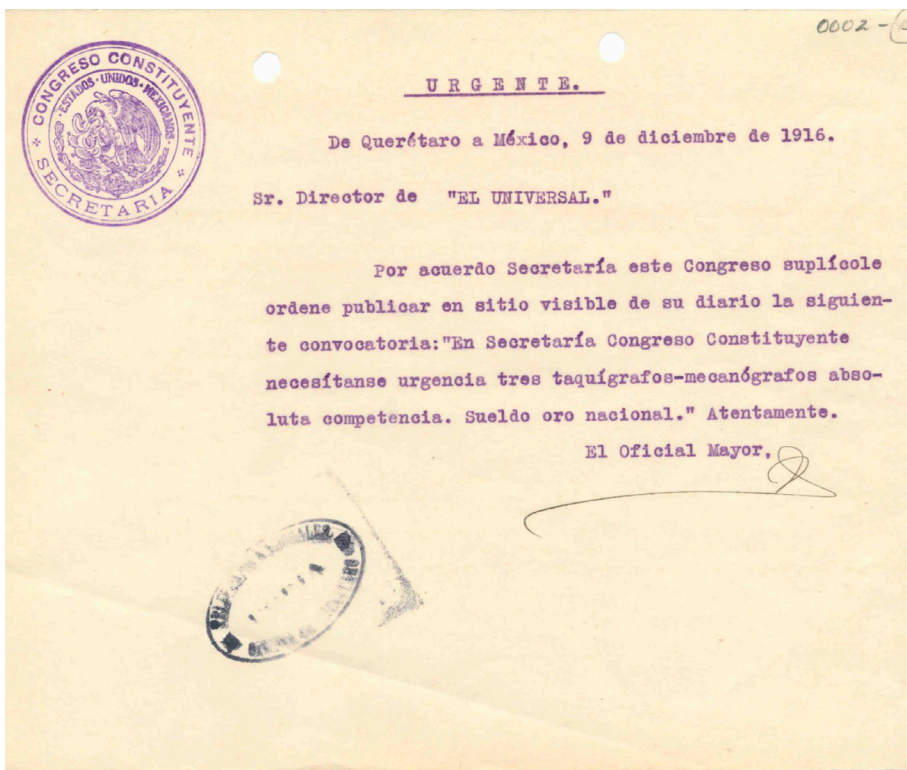 0002 -
CONGRESO CONSTITUYENTE
ESTADOS·UNIDOS·MEXICANOS·
SECRETARIA
URGENTE.
De Querétaro a México, 9 de diciembre de 1916.
Sr. Director de "EL UNIVERSAL."
Por acuerdo Secretaría este Congreso suplícole
ordene publicar en sitio visible de su diario la siguien-
te convocatoria:"En Secretaría Congreso Constituyente
necesítanse urgencia tres taquígrafos-mecanógrafos abso-
luta competencia. Sueldo oro nacional." Atentamente.
El Oficial Mayor,